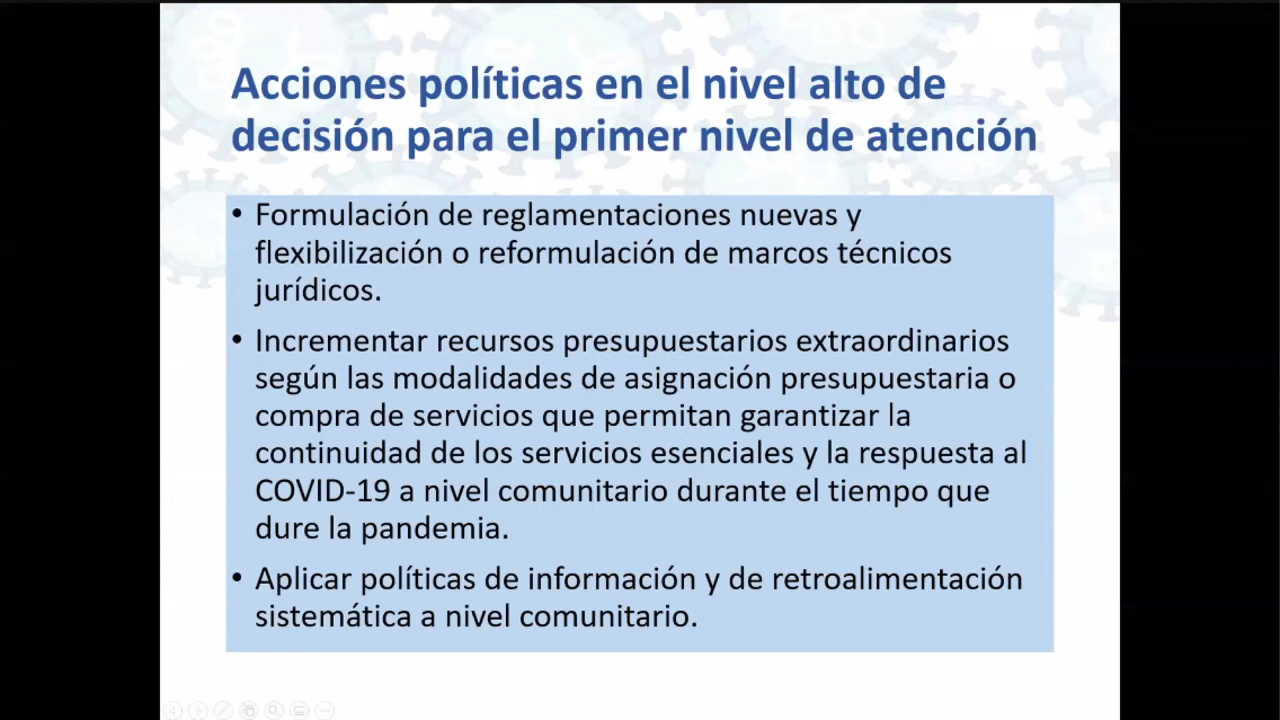 Acciones políticas en el nivel alto de
decisión para el primer nivel de atención
• Formulación de reglamentaciones nuevas y
flexibilización o reformulación de marcos técnicos
jurídicos.
• Incrementar recursos presupuestarios extraordinarios
según las modalidades de asignación presupuestaria o
compra de servicios que permitan garantizar la
continuidad de los servicios esenciales y la respuesta al
COVID-19 a nivel comunitario durante el tiempo que
dure la pandemia.
• Aplicar políticas de información y de retroalimentación
sistemática a nivel comunitario.